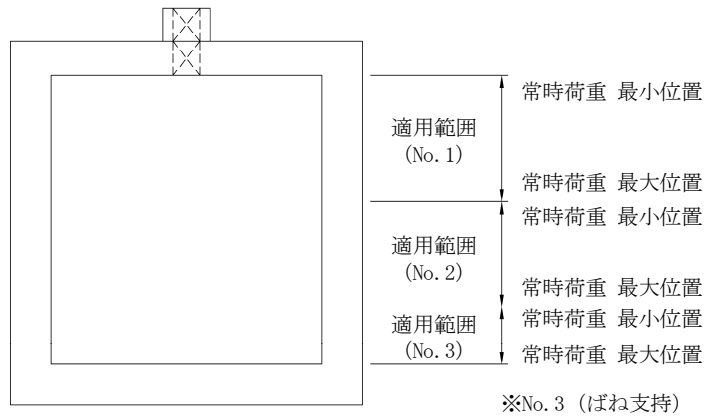 常時荷重 最小位置
適用範囲
(No. 1)
常時荷重 最大位置
常時荷重 最小位置
適用範囲
(No. 2)
常時荷重 最大位置
常時荷重 最小位置
適用範囲
(No. 3)
常時荷重 最大位置
※No. 3 (ばね支持)